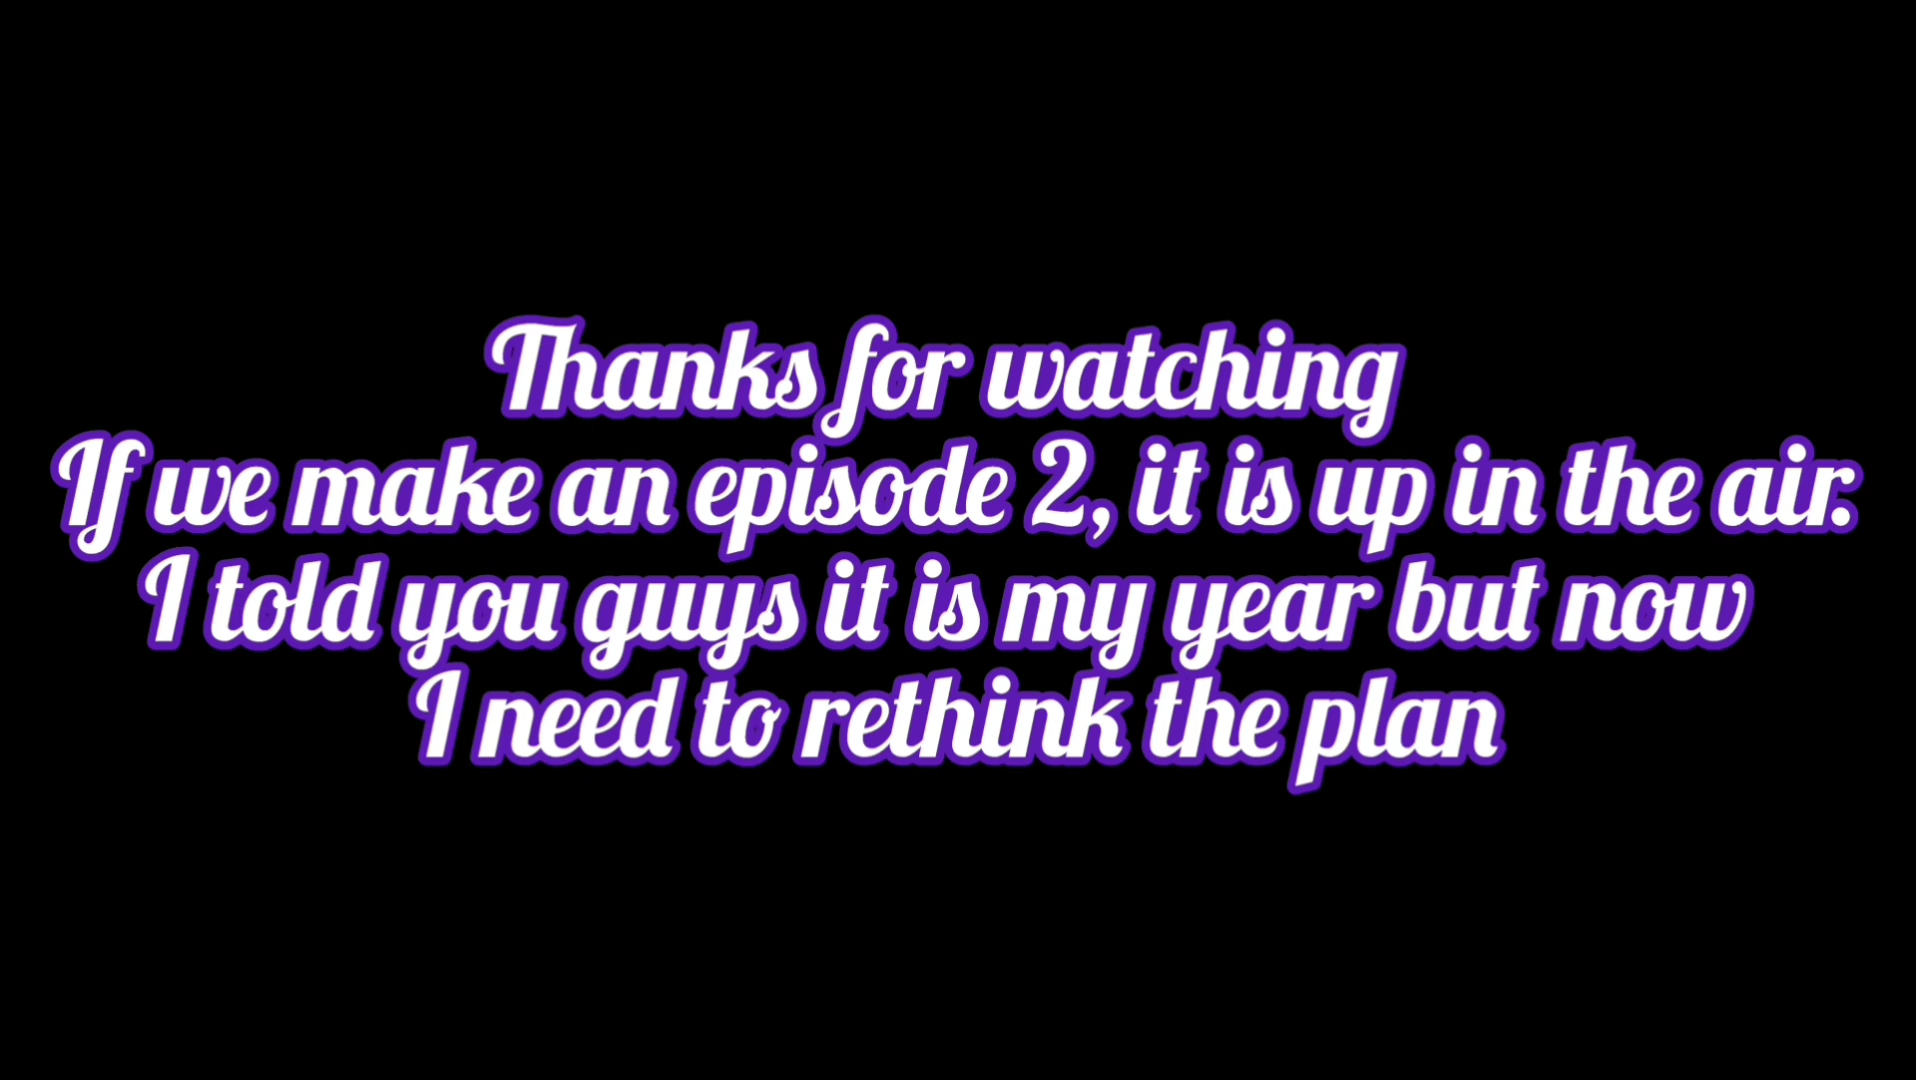 Thanks for watching
If we make an episode 2, it is up in the air.
I told you guys it is my year but now
I need to rethink the plan